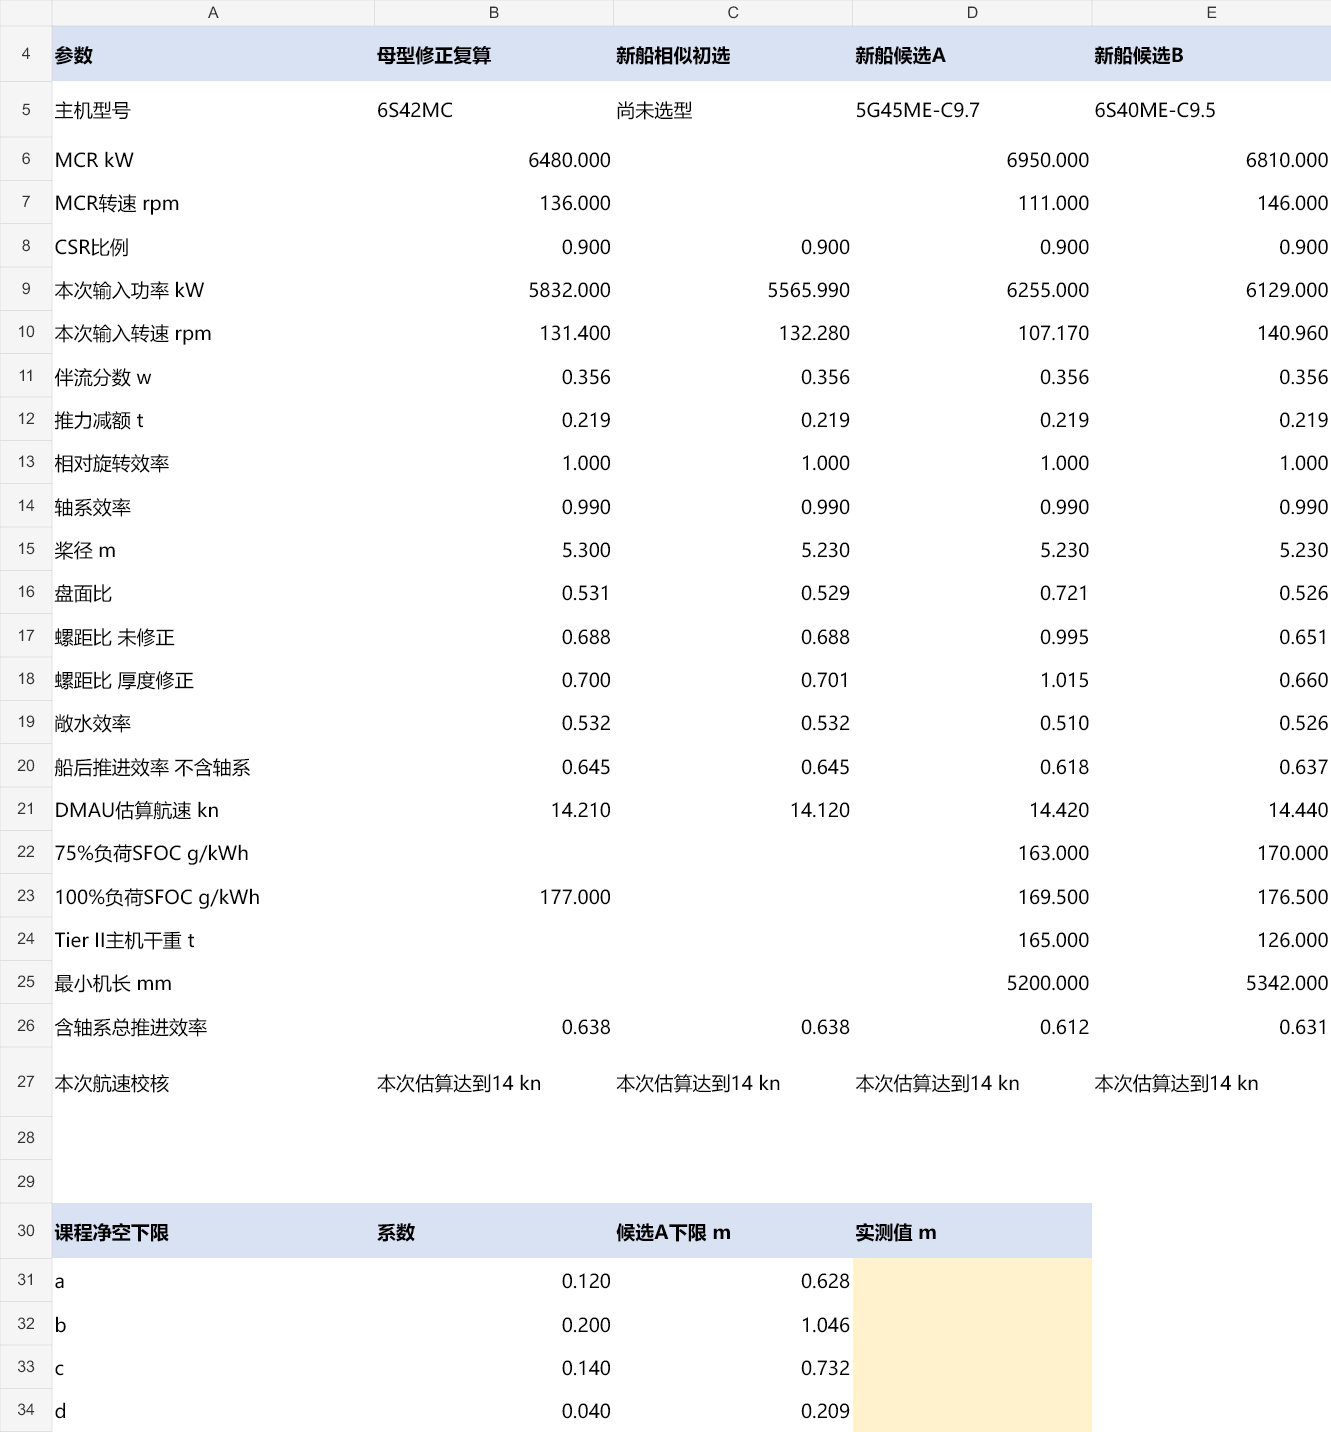 A B C D E
4 参数 母型修正复算 新船相似初选 新船候选A 新船候选B
5 主机型号 6S42MC 尚未选型 5G45ME-C9.7 6S40ME-C9.5
6 MCR kW 6480.000 6950.000 6810.000
7 MCR转速 rpm 136.000 111.000 146.000
8 CSR比例 0.900 0.900 0.900 0.900
9 本次输入功率 kW 5832.000 5565.990 6255.000 6129.000
10 本次输入转速 rpm 131.400 132.280 107.170 140.960
11 伴流分数 w 0.356 0.356 0.356 0.356
12 推力减额 t 0.219 0.219 0.219 0.219
13 相对旋转效率 1.000 1.000 1.000 1.000
14 轴系效率 0.990 0.990 0.990 0.990
15 桨径 m 5.300 5.230 5.230 5.230
16 盘面比 0.531 0.529 0.721 0.526
17 螺距比 未修正 0.688 0.688 0.995 0.651
18 螺距比 厚度修正 0.700 0.701 1.015 0.660
19 敞水效率 0.532 0.532 0.510 0.526
20 船后推进效率 不含轴系 0.645 0.645 0.618 0.637
21 DMAU估算航速 kn 14.210 14.120 14.420 14.440
22 75%负荷SFOC g/kWh 163.000 170.000
23 100%负荷SFOC g/kWh 177.000 169.500 176.500
24 Tier II主机干重 t 165.000 126.000
25 最小机长 mm 5200.000 5342.000
26 含轴系总推进效率 0.638 0.638 0.612 0.631
27 本次航速校核 本次估算达到14 kn 本次估算达到14 kn 本次估算达到14 kn 本次估算达到14 kn
28
29
30 课程净空下限 系数 候选A下限 m 实测值 m
31 a 0.120 0.628
32 b 0.200 1.046
33 c 0.140 0.732
34 d 0.040 0.209